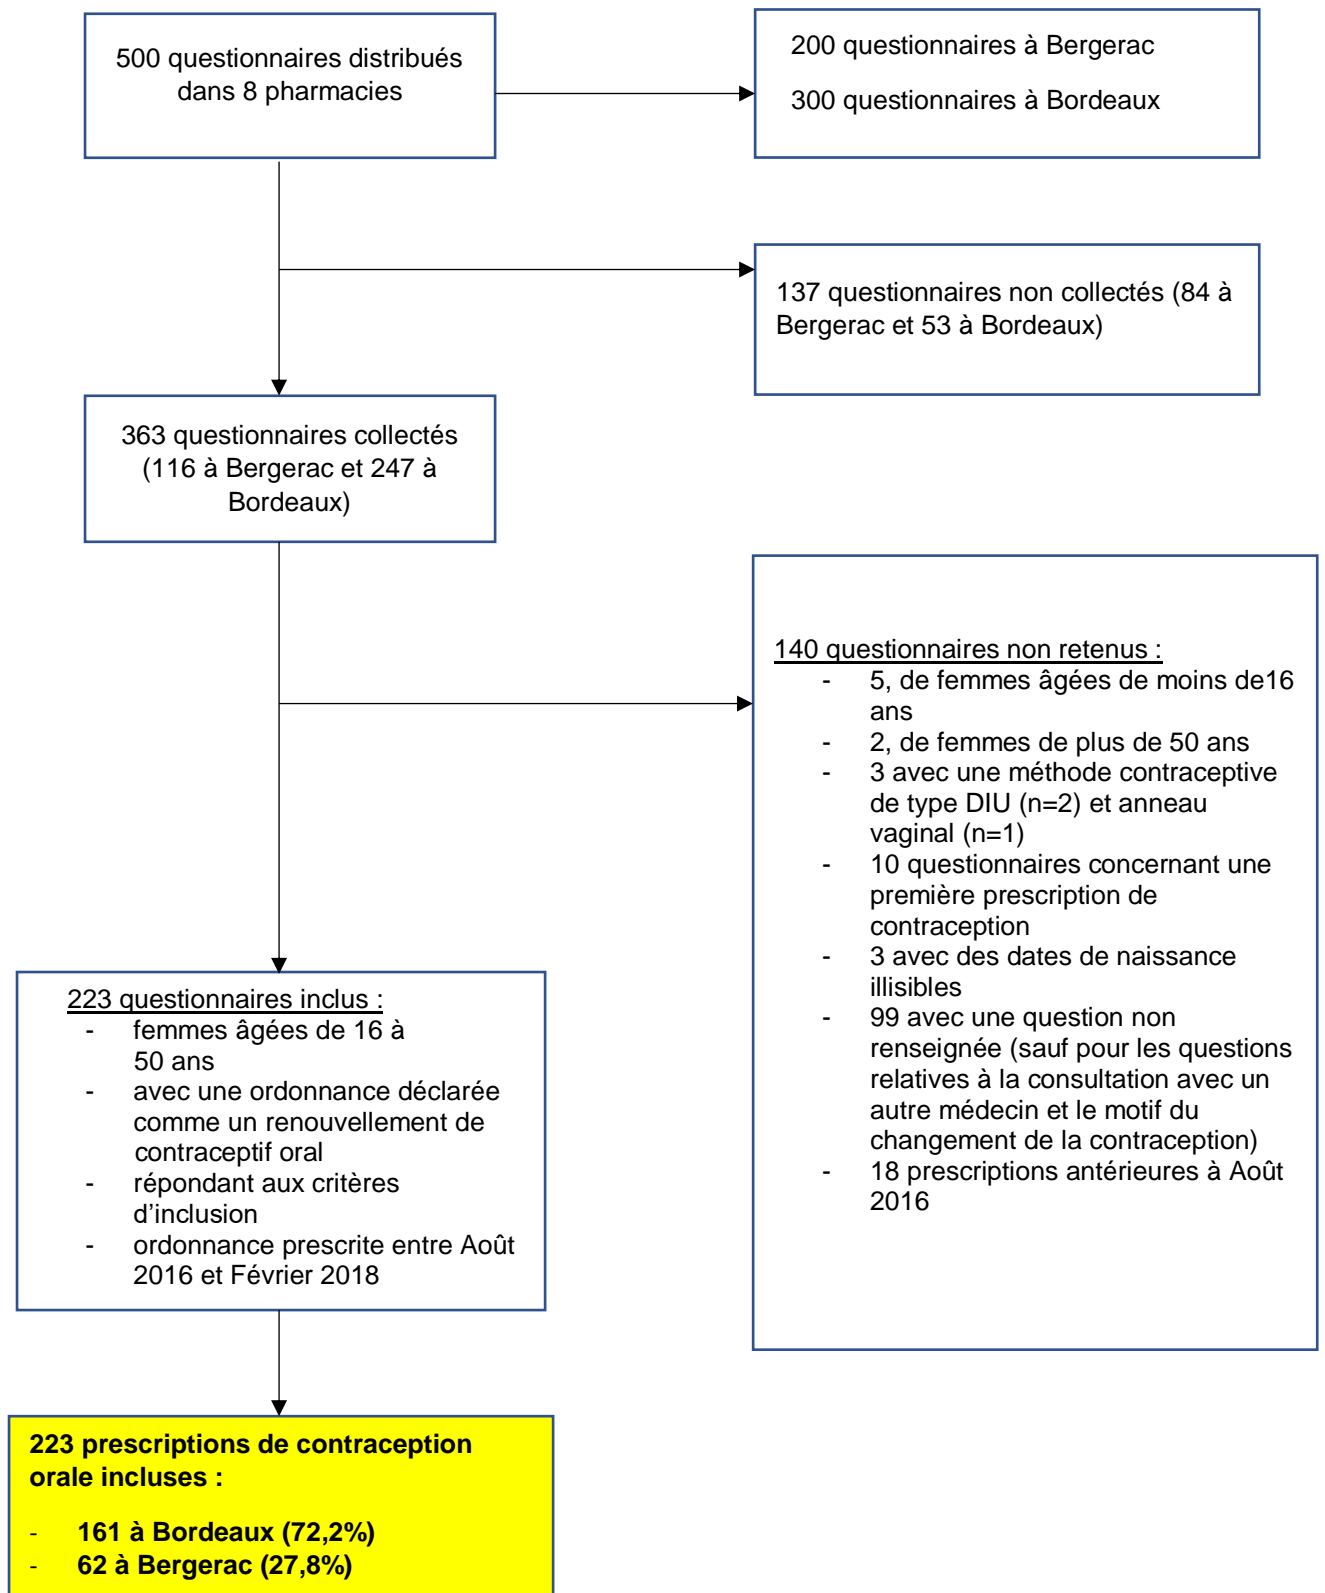 500 questionnaires distribués
dans 8 pharmacies
200 questionnaires à Bergerac
300 questionnaires à Bordeaux
137 questionnaires non collectés (84 à
Bergerac et 53 à Bordeaux)
363 questionnaires collectés
(116 à Bergerac et 247 à
Bordeaux)
140 questionnaires non retenus :
- 5, de femmes âgées de moins de16
ans
- 2, de femmes de plus de 50 ans
- 3 avec une méthode contraceptive
de type DIU (n=2) et anneau
vaginal (n=1)
- 10 questionnaires concernant une
première prescription de
contraception
- 3 avec des dates de naissance
illisibles
- 99 avec une question non
renseignée (sauf pour les questions
relatives à la consultation avec un
autre médecin et le motif du
changement de la contraception)
- 18 prescriptions antérieures à Août
2016
223 questionnaires inclus :
- femmes âgées de 16 à
50 ans
- avec une ordonnance déclarée
comme un renouvellement de
contraceptif oral
- répondant aux critères
d'inclusion
- ordonnance prescrite entre Août
2016 et Février 2018
223 prescriptions de contraception
orale incluses :
- 161 à Bordeaux (72,2%)
- 62 à Bergerac (27,8%)